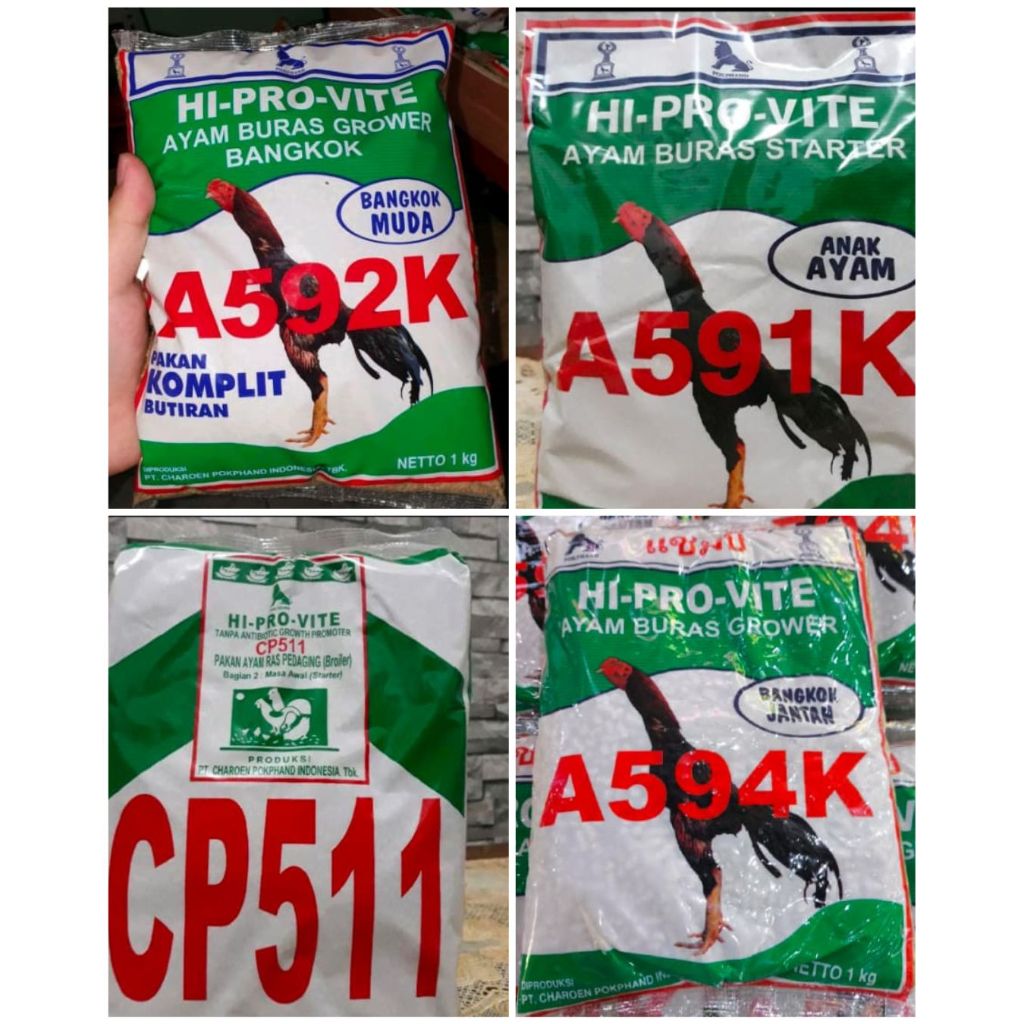 HI-PRO-VITE
AYAM BURAS GROWER
BANGKOK
BANGKOK
MUDA
A592K
PAKAN
KOMPLIT
BUTIRAN
DIPRODUKSI
PT. CHAROEN POKPHAND INDONESIA TBK.
NETTO 1 kg
POKPHAND
HI-PRO-VITE
AYAM BURAS STARTER
ANAK
AYAM
A591K
HI-PRO-VITE
TANPA ANTIBIOTIC GROWTH PROMOTER
CP511
PAKAN AYAM RAS PEDAGING (Broiler)
Bagian 2 : Masa Awal (Starter)
PRODUKSI
PT. CHAROEN POKPHAND INDONESIA, Tbk.
CP511
POKPHAND
HI-PRO-VITE
AYAM BURAS GROWER
BANGKOK
JANTAN
A594K
DIPRODUKSI
PT. CHAROEN POKPHAND IN
NETTO 1 kg